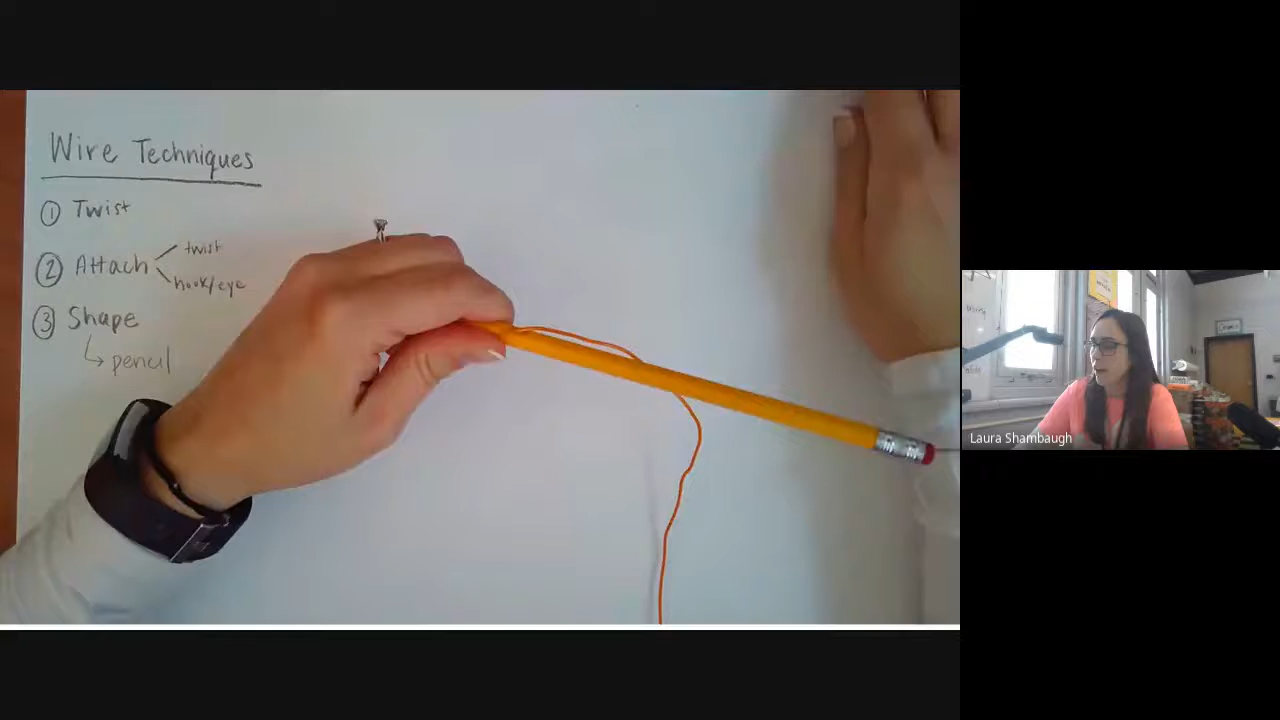 Wire Techniques
① Twist
② Attach twist
hook/eye
③ Shape
↳ pencil
Laura Shambaugh